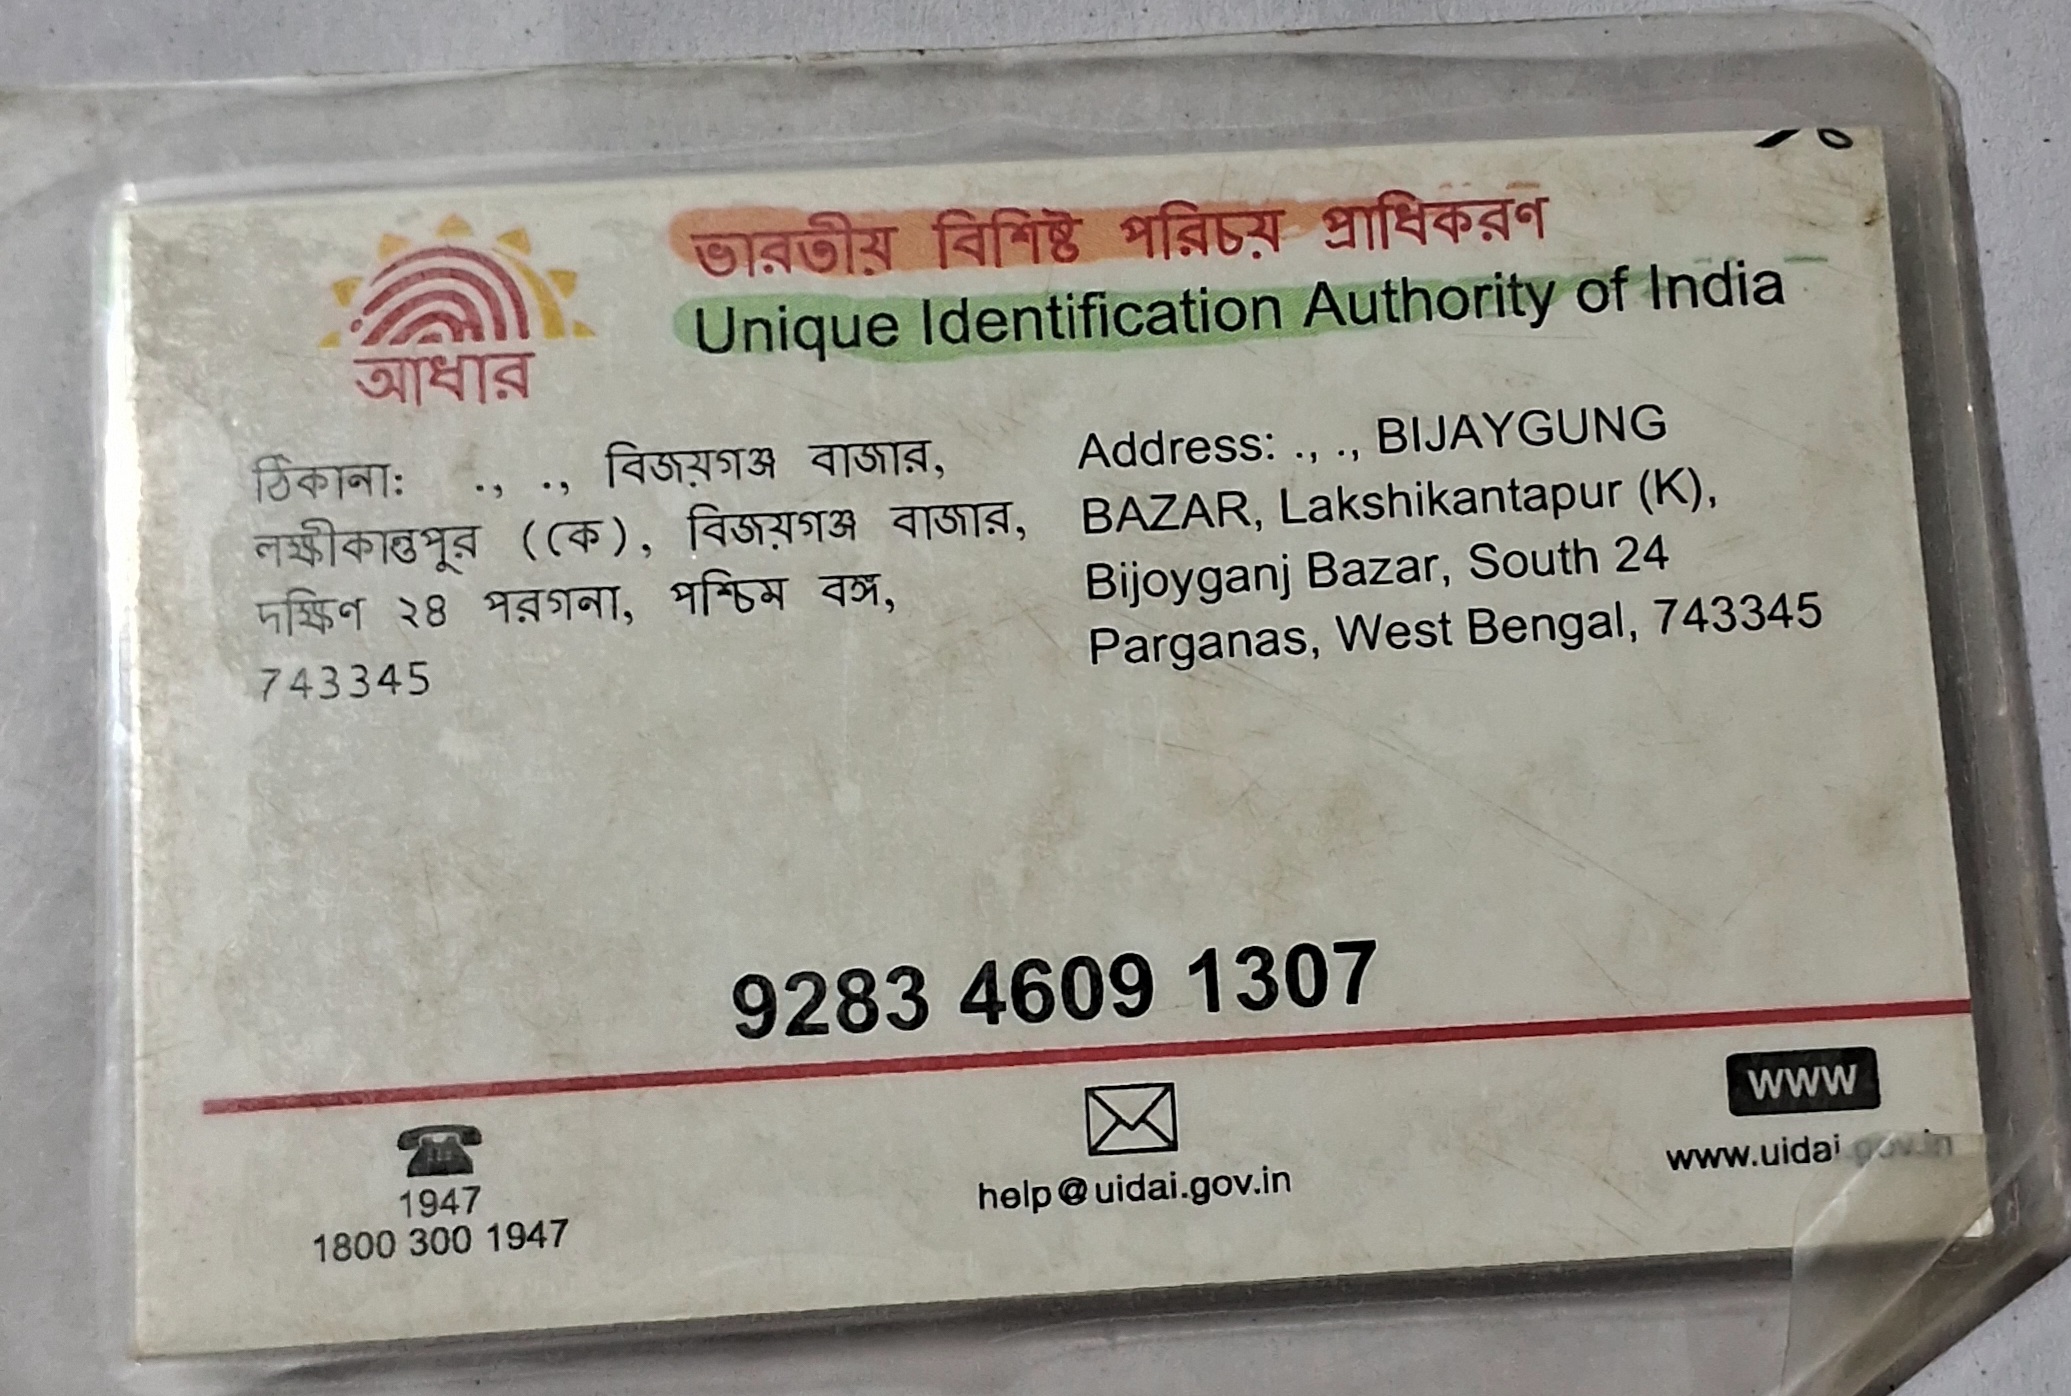 ভারতীয় বিশিষ্ট পরিচয় প্রাধিকরণ
Unique Identification Authority of India
আধার
ঠিকানা: ., ., বিজয়গঞ্জ বাজার,
লক্ষীকান্তপুর (কে), বিজয়গঞ্জ বাজার,
দক্ষিণ ২৪ পরগনা, পশ্চিম বঙ্গ,
743345
Address: ., ., BIJAYGUNG
BAZAR, Lakshikantapur (K),
Bijoyganj Bazar, South 24
Parganas, West Bengal, 743345
9283 4609 1307
1947
1800 300 1947
help@uidai.gov.in
WWW
www.uidai.gov.in